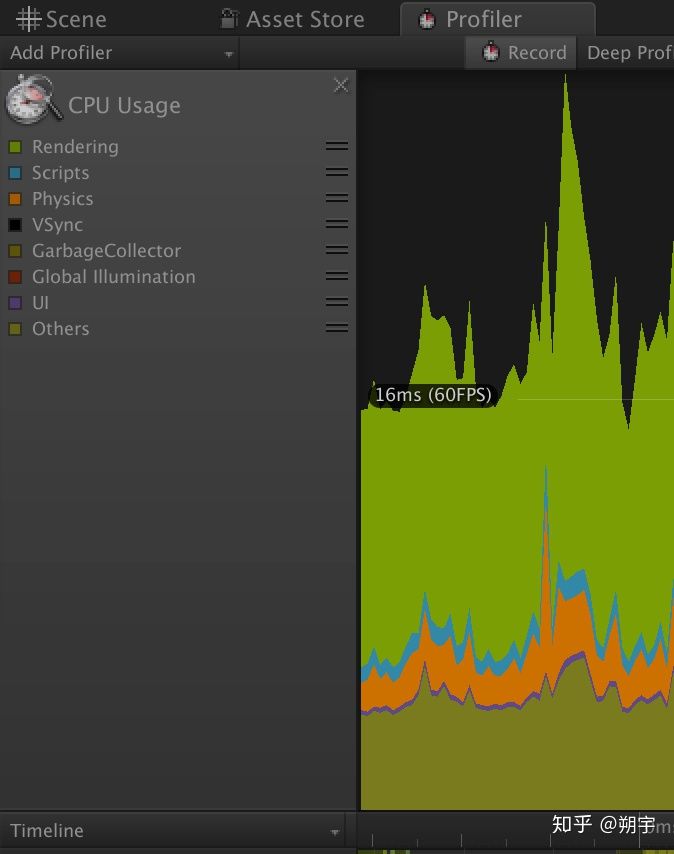 Scene Asset Store Profiler
Add Profiler Record Deep Prof
CPU Usage
Rendering
Scripts
Physics
VSync
GarbageCollector
Global Illumination
UI
Others
16ms (60FPS)
Timeline
知乎 @朔宇